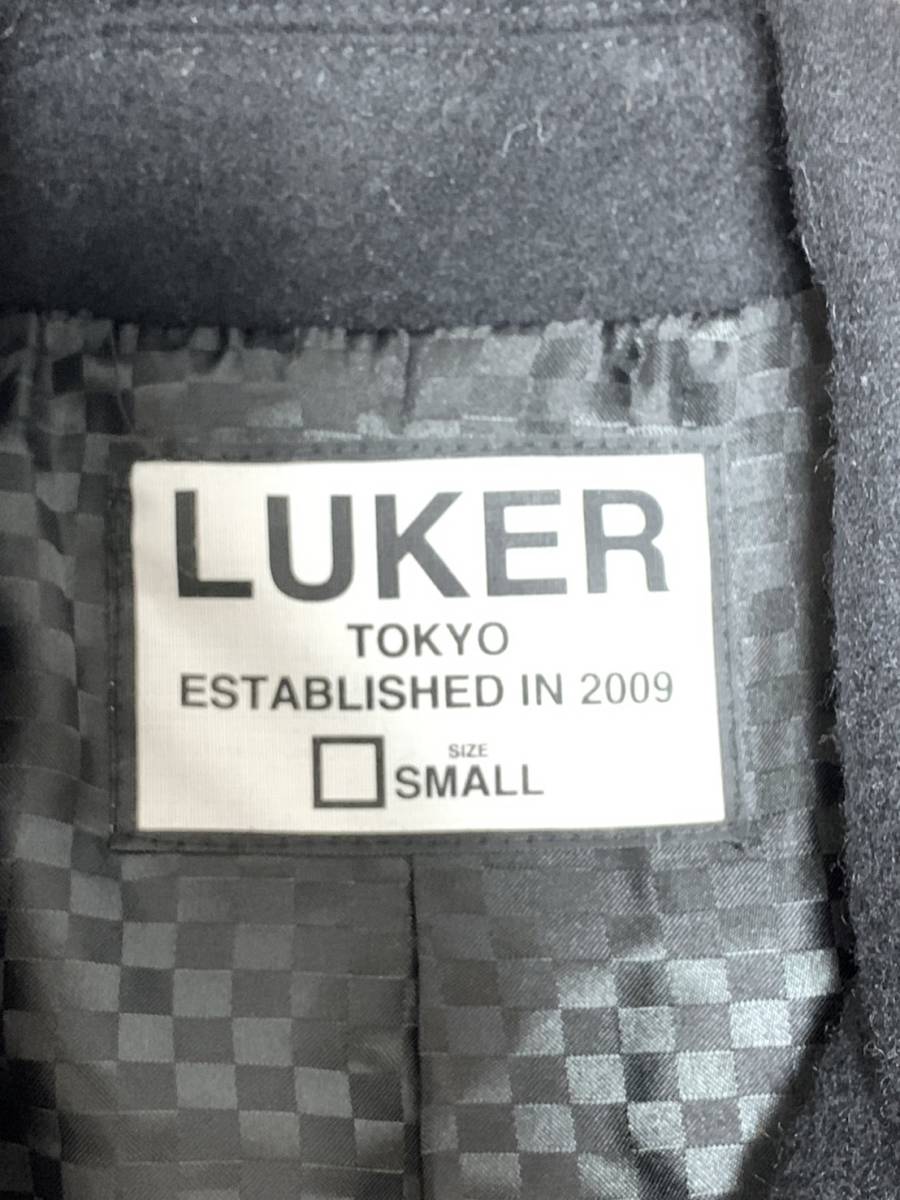 LUKER
TOKYO
ESTABLISHED IN 2009
SIZE
SMALL